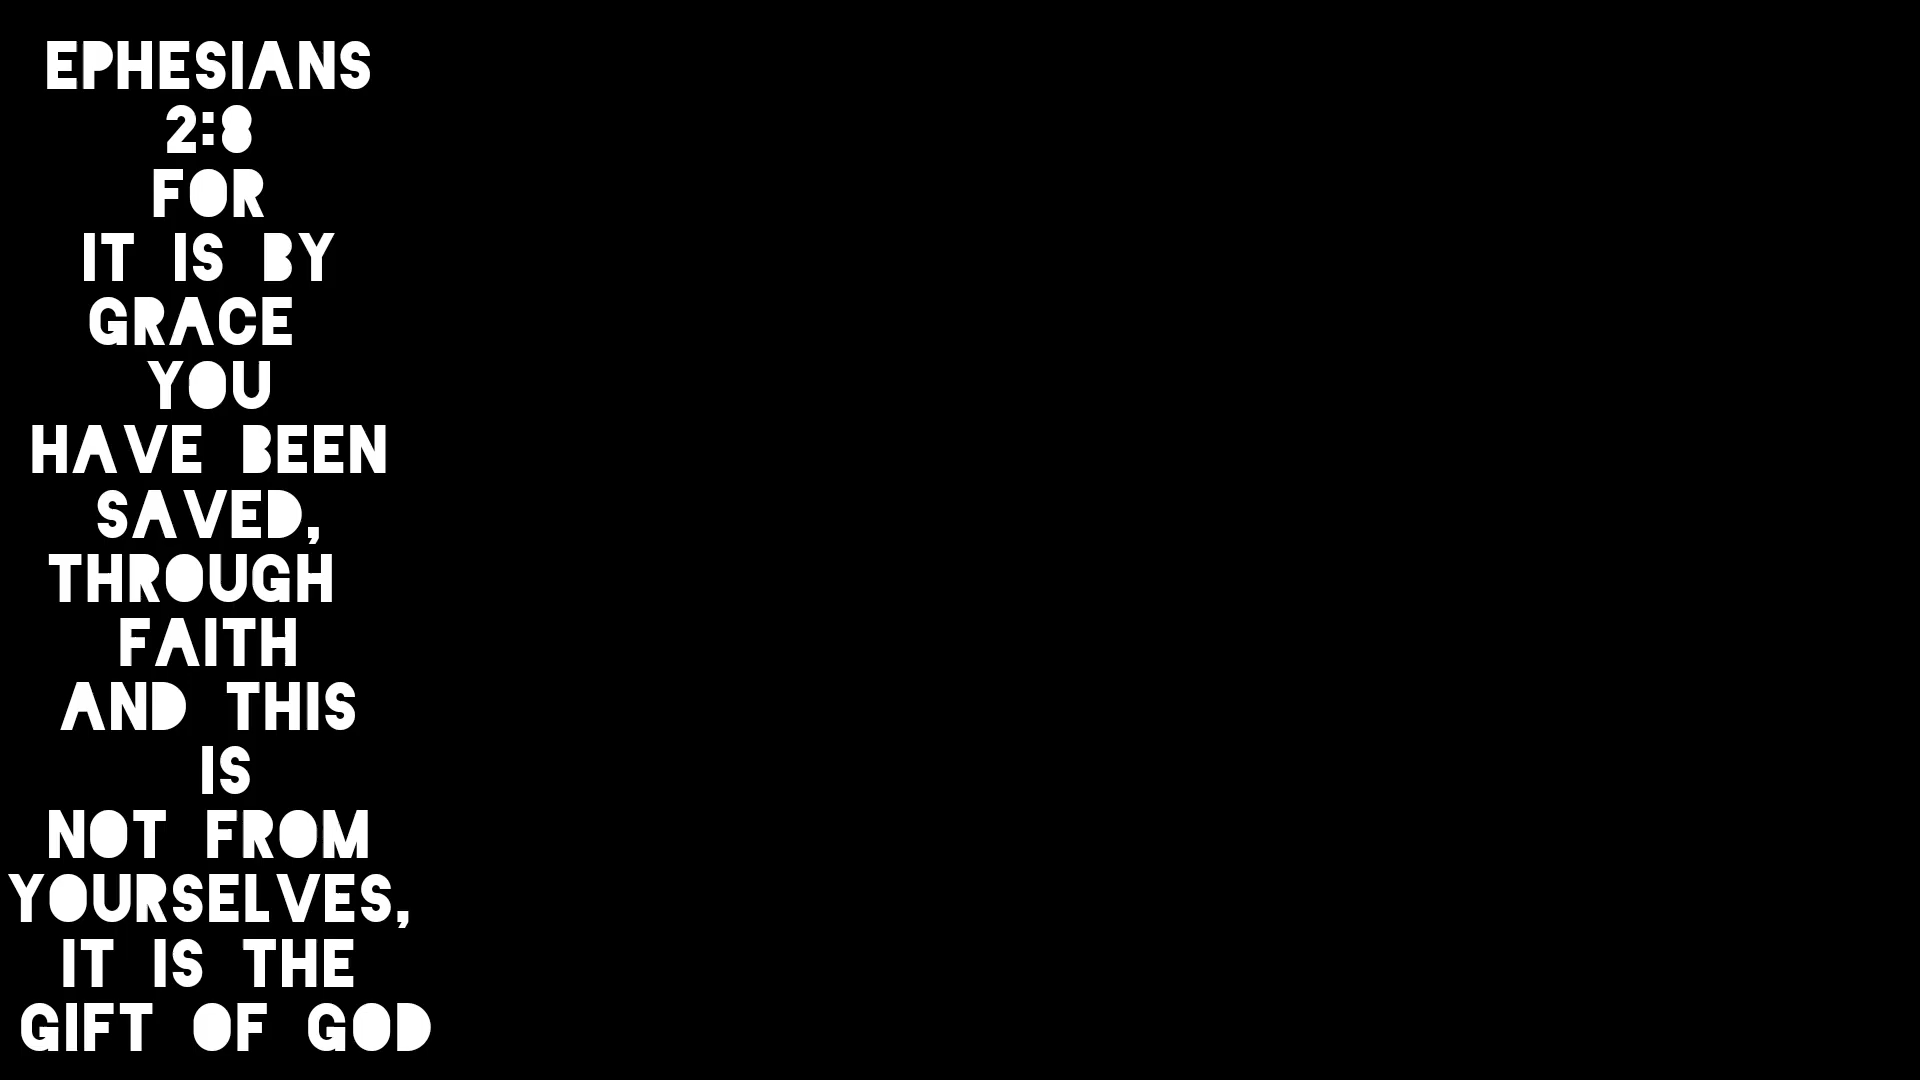 EPHESIANS
2:8
FOR
IT IS BY
GRACE
YOU
HAVE BEEN
SAVED,
THROUGH
FAITH
AND THIS
IS
NOT FROM
YOURSELVES,
IT IS THE
GIFT OF GOD